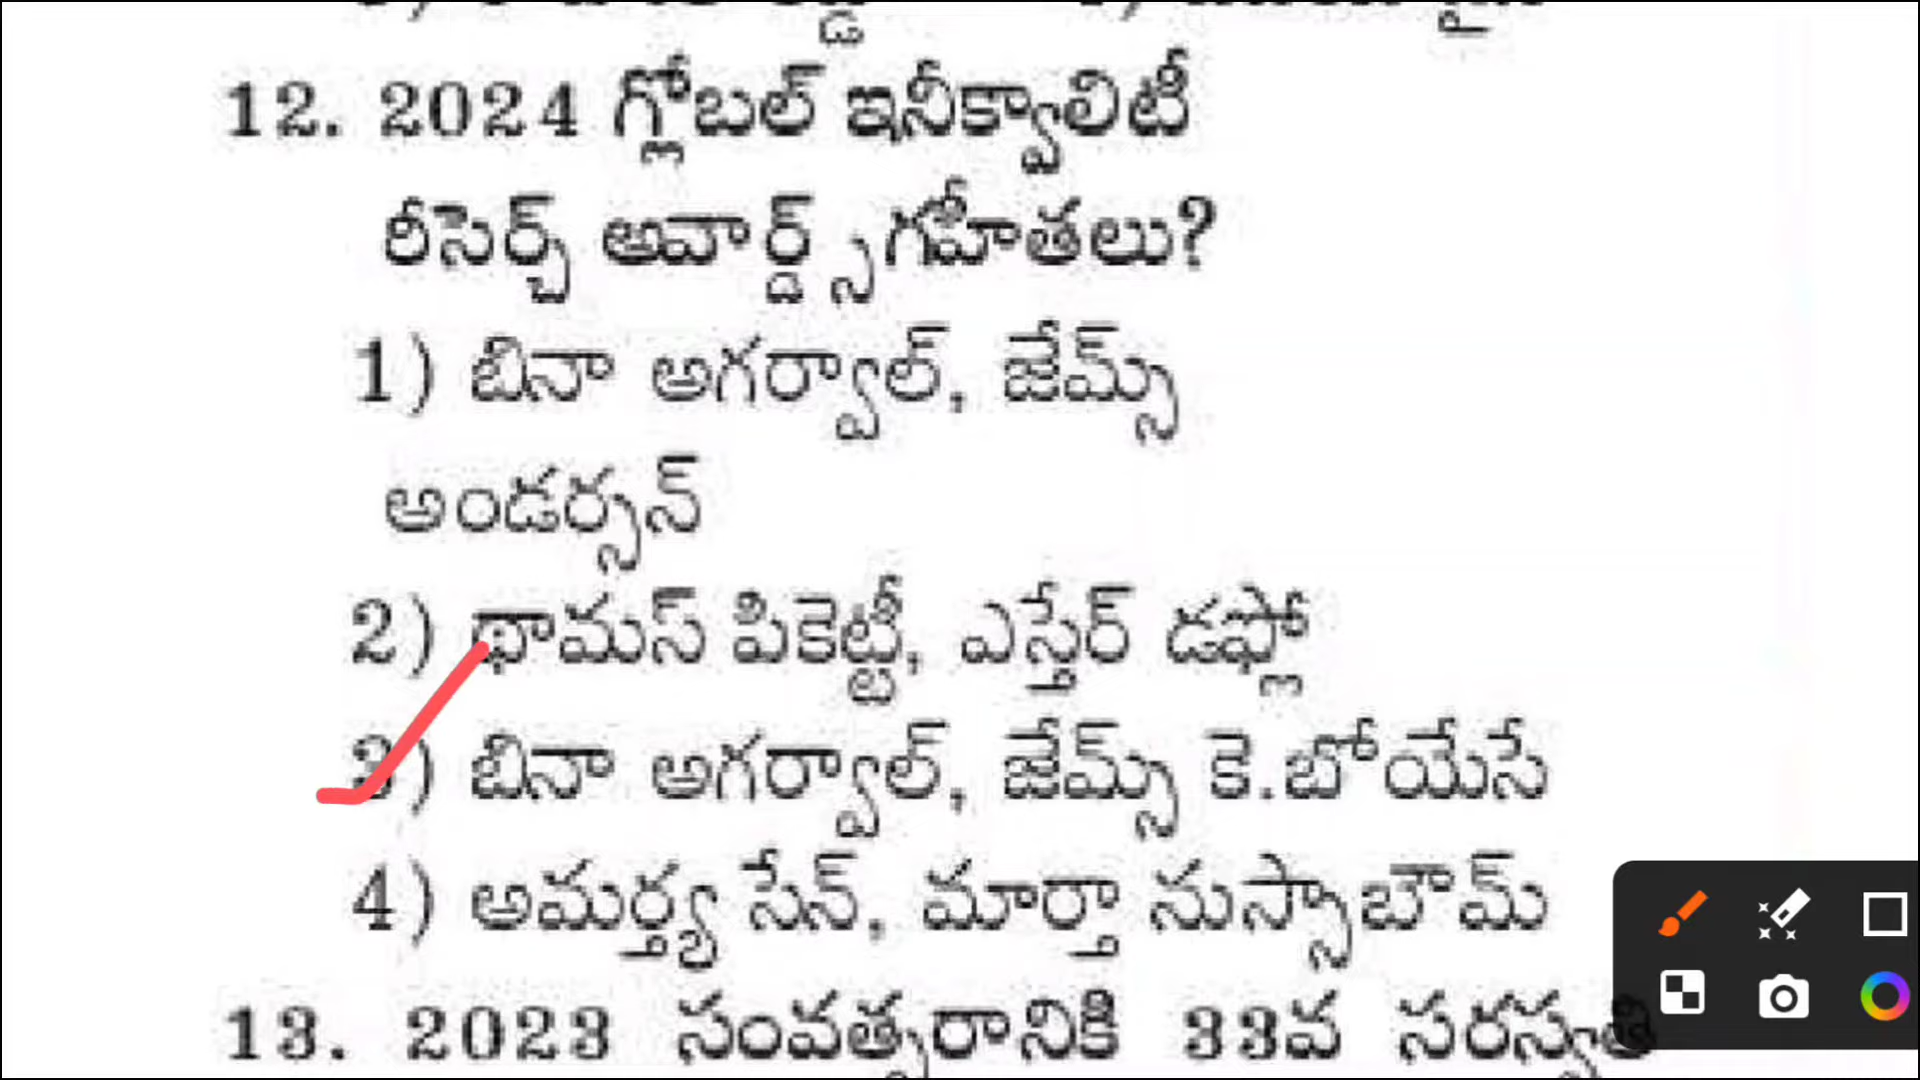 12. 2024 గ్లోబల్ ఇనీక్వాలిటీ
రీసెర్చ్ అవార్డ్స్ గహీతలు?
1) బినా అగర్వాల్, జేమ్స్
అండర్సన్
2) థామస్ పికెట్టీ, ఎస్తేర్ డఫ్లో
3) బినా అగర్వాల్, జేమ్స్ కె.బోయేసే
4) అమర్త్య సేన్, మార్తా నుస్సాబౌమ్
13. 2023 సంవత్సరానికి 33వ సరస్వతి